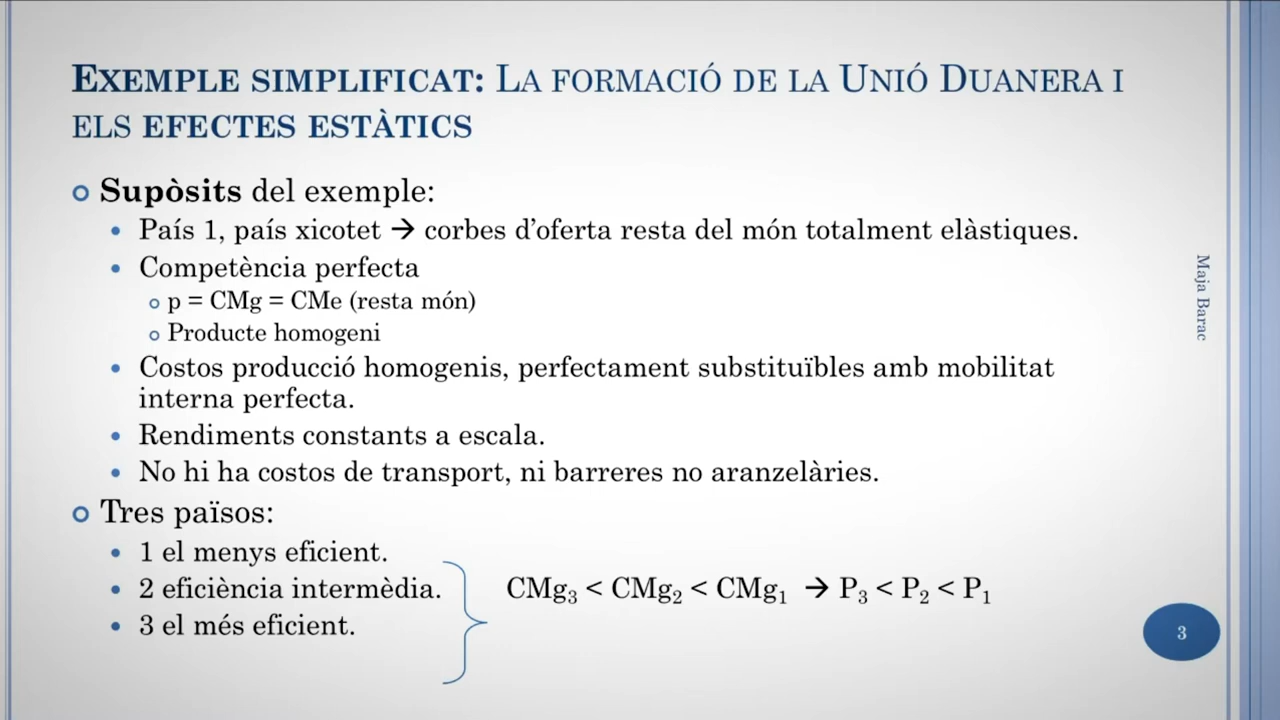 EXEMPLE SIMPLIFICAT: LA FORMACIÓ DE LA UNIÓ DUANERA I
ELS EFECTES ESTÀTICS
Supòsits del exemple:
País 1, país xicotet → corbes d'oferta resta del món totalment elàstiques.
Competència perfecta
p = CMg = CMe (resta món)
Producte homogeni
Costos producció homogenis, perfectament substituïbles amb mobilitat
interna perfecta.
Rendiments constants a escala.
No hi ha costos de transport, ni barreres no aranzelàries.
Tres països:
1 el menys eficient.
2 eficiència intermèdia.
3 el més eficient.
CMg₃ < CMg₂ < CMg₁ → P₃ < P₂ < P₁
Maja Barac
3